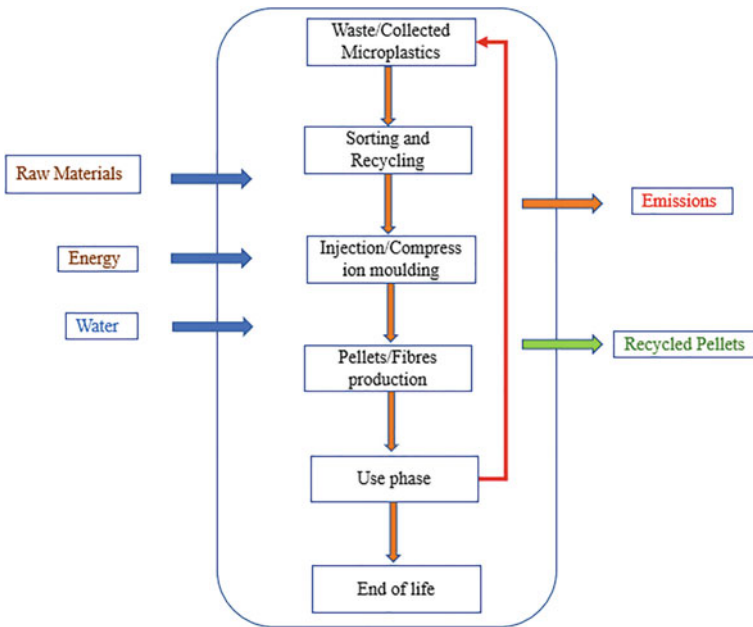 Waste/Collected
Microplastics
Sorting and
Recycling
Raw Materials
Emissions
Injection/Compress
ion moulding
Energy
Water
Recycled Pellets
Pellets/Fibres
production
Use phase
End of life